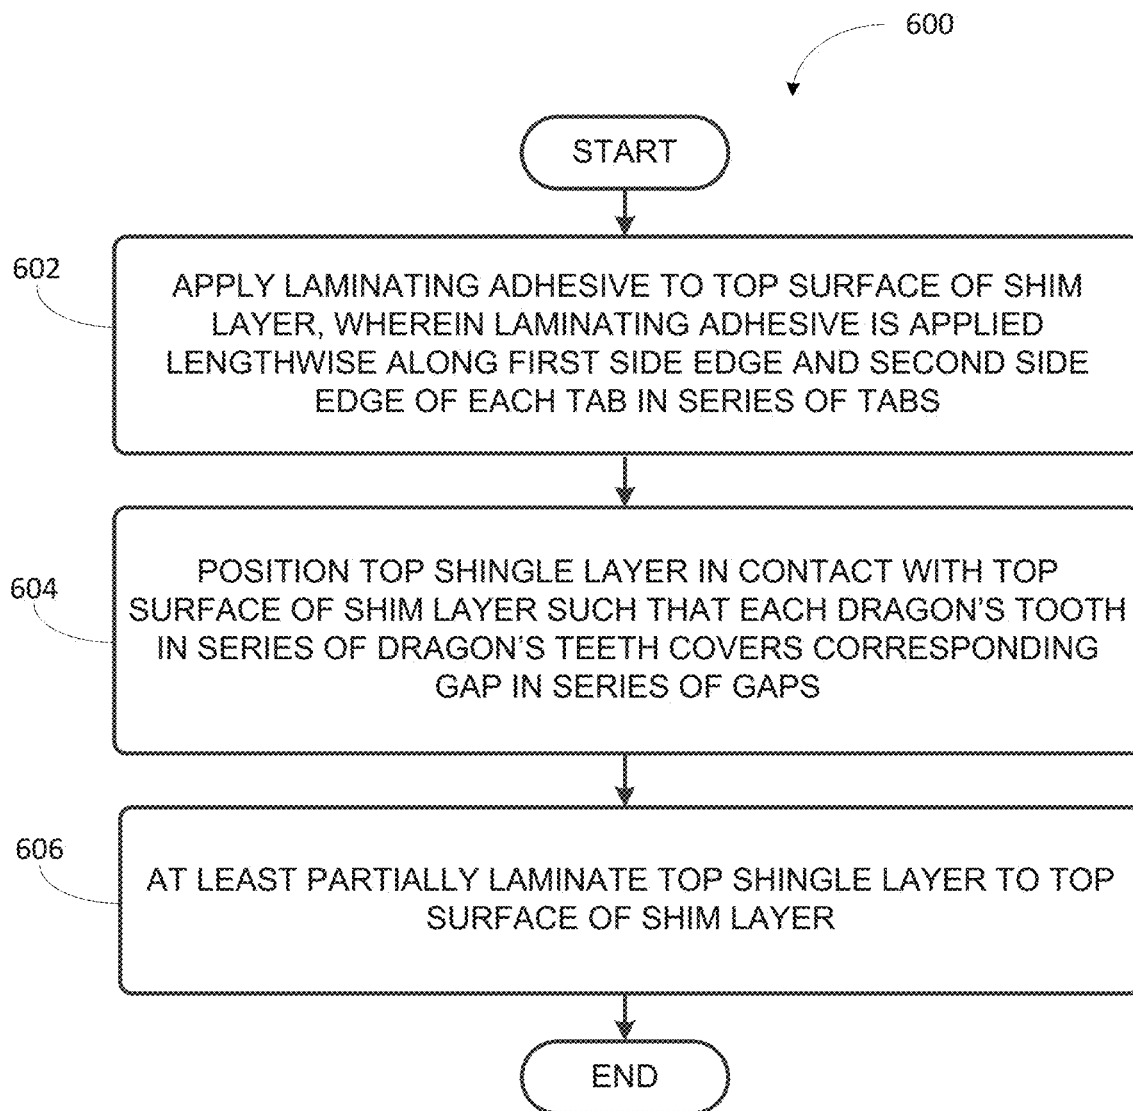 600
START
602
APPLY LAMINATING ADHESIVE TO TOP SURFACE OF SHIM
LAYER, WHEREIN LAMINATING ADHESIVE IS APPLIED
LENGTHWISE ALONG FIRST SIDE EDGE AND SECOND SIDE
EDGE OF EACH TAB IN SERIES OF TABS
604
POSITION TOP SHINGLE LAYER IN CONTACT WITH TOP
SURFACE OF SHIM LAYER SUCH THAT EACH DRAGON'S TOOTH
IN SERIES OF DRAGON'S TEETH COVERS CORRESPONDING
GAP IN SERIES OF GAPS
606
AT LEAST PARTIALLY LAMINATE TOP SHINGLE LAYER TO TOP
SURFACE OF SHIM LAYER
END